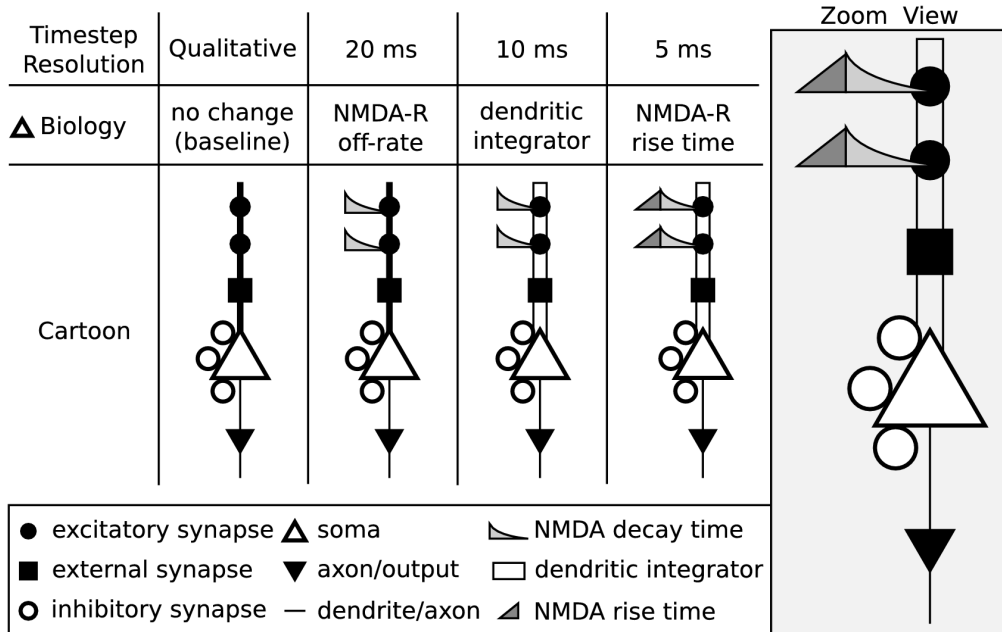 Zoom View
Timestep Resolution
Qualitative
20 ms
10 ms
5 ms
Biology
no change (baseline)
NMDA-R off-rate
dendritic integrator
NMDA-R rise time
Cartoon
excitatory synapse
soma
NMDA decay time
external synapse
axon/output
dendritic integrator
inhibitory synapse
dendrite/axon
NMDA rise time